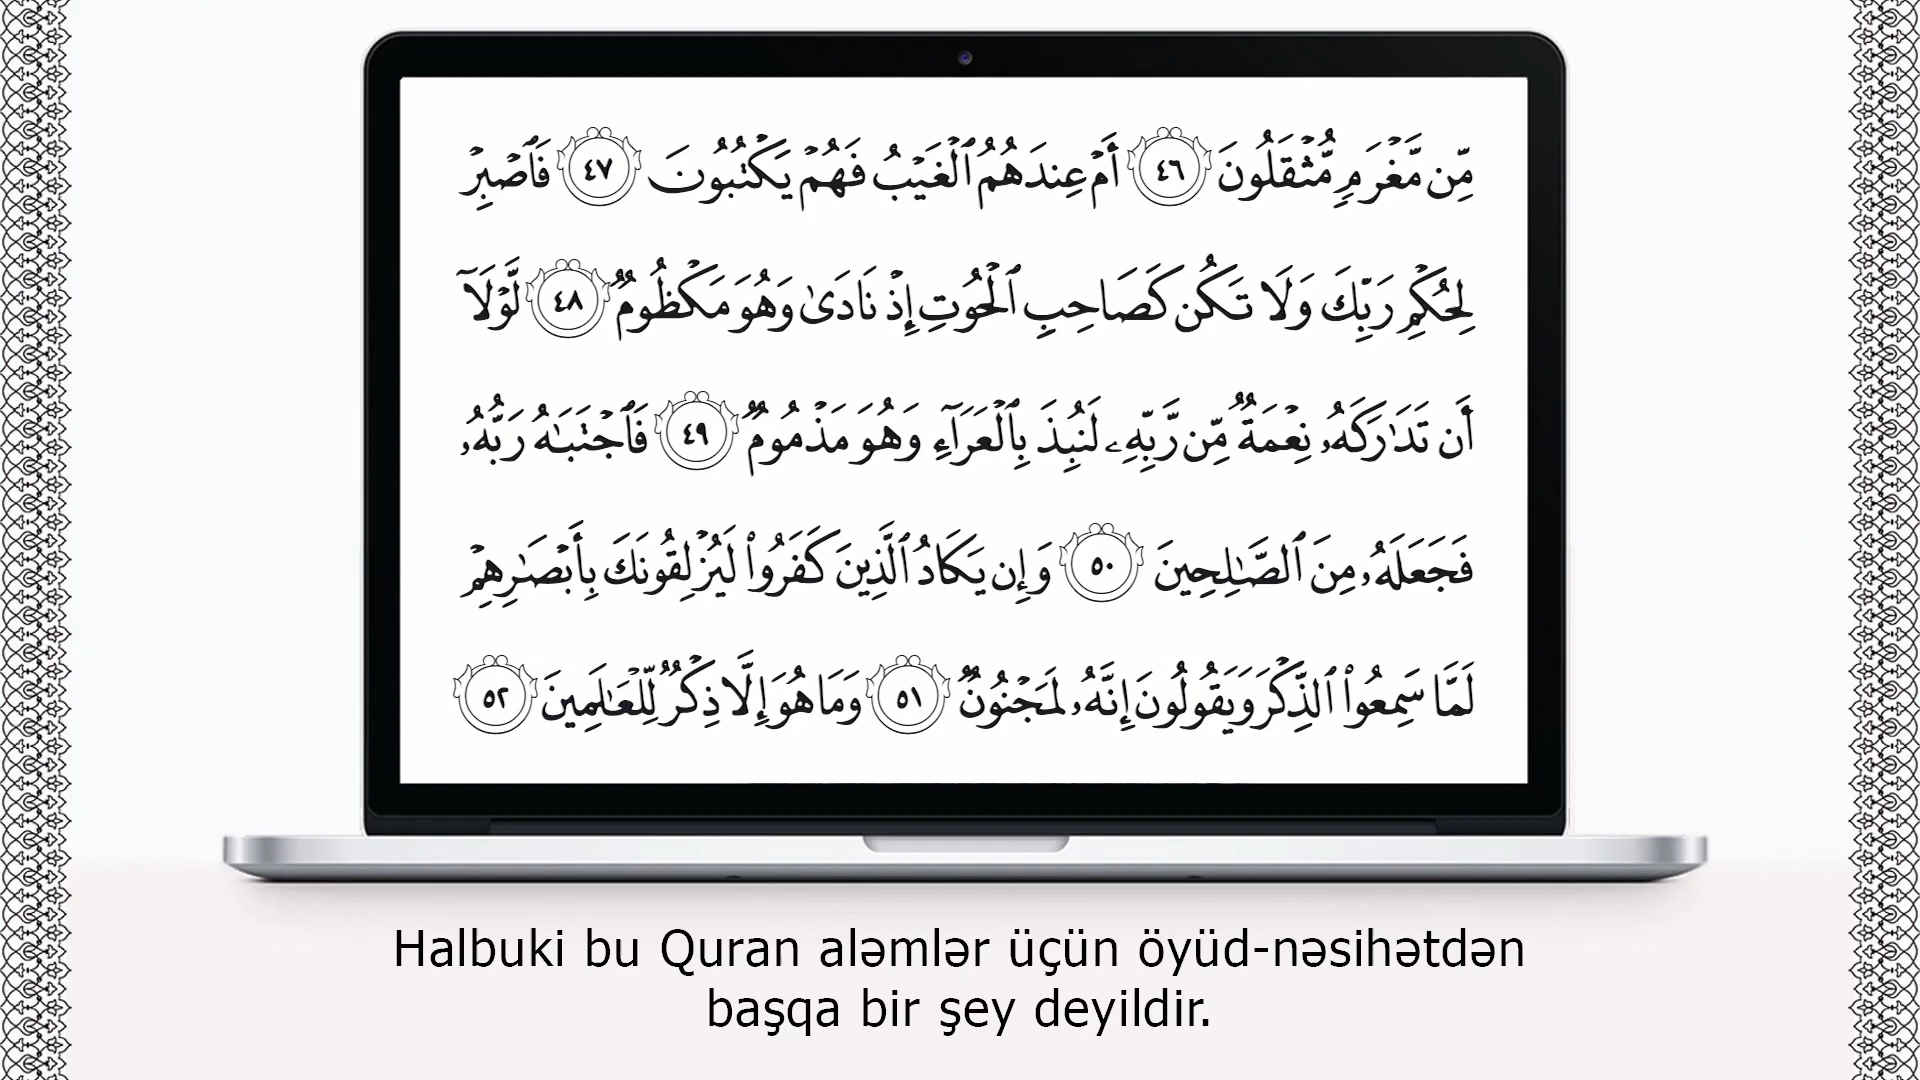 مِّن مَّغْرَمٍ مُّثْقَلُونَ ٤٦ أَمْ عِندَهُمُ ٱلْغَيْبُ فَهُمْ يَكْتُبُونَ ٤٧ فَٱصْبِرْ
لِحُكْمِ رَبِّكَ وَلَا تَكُن كَصَاحِبِ ٱلْحُوتِ إِذْ نَادَىٰ وَهُوَ مَكْظُومٌ ٤٨ لَّوْلَآ
أَن تَدَٰرَكَهُۥ نِعْمَةٌ مِّن رَّبِّهِۦ لَنُبِذَ بِٱلْعَرَآءِ وَهُوَ مَذْمُومٌ ٤٩ فَٱجْتَبَٰهُ رَبُّهُۥ
فَجَعَلَهُۥ مِنَ ٱلصَّٰلِحِينَ ٥٠ وَإِن يَكَادُ ٱلَّذِينَ كَفَرُوا۟ لَيُزْلِقُونَكَ بِأَبْصَٰرِهِمْ
لَمَّا سَمِعُوا۟ ٱلذِّكْرَ وَيَقُولُونَ إِنَّهُۥ لَمَجْنُونٌ ٥١ وَمَا هُوَ إِلَّا ذِكْرٌ لِّلْعَٰلَمِينَ ٥٢
Halbuki bu Quran aləmlər üçün öyüd-nəsihətdən
başqa bir şey deyildir.